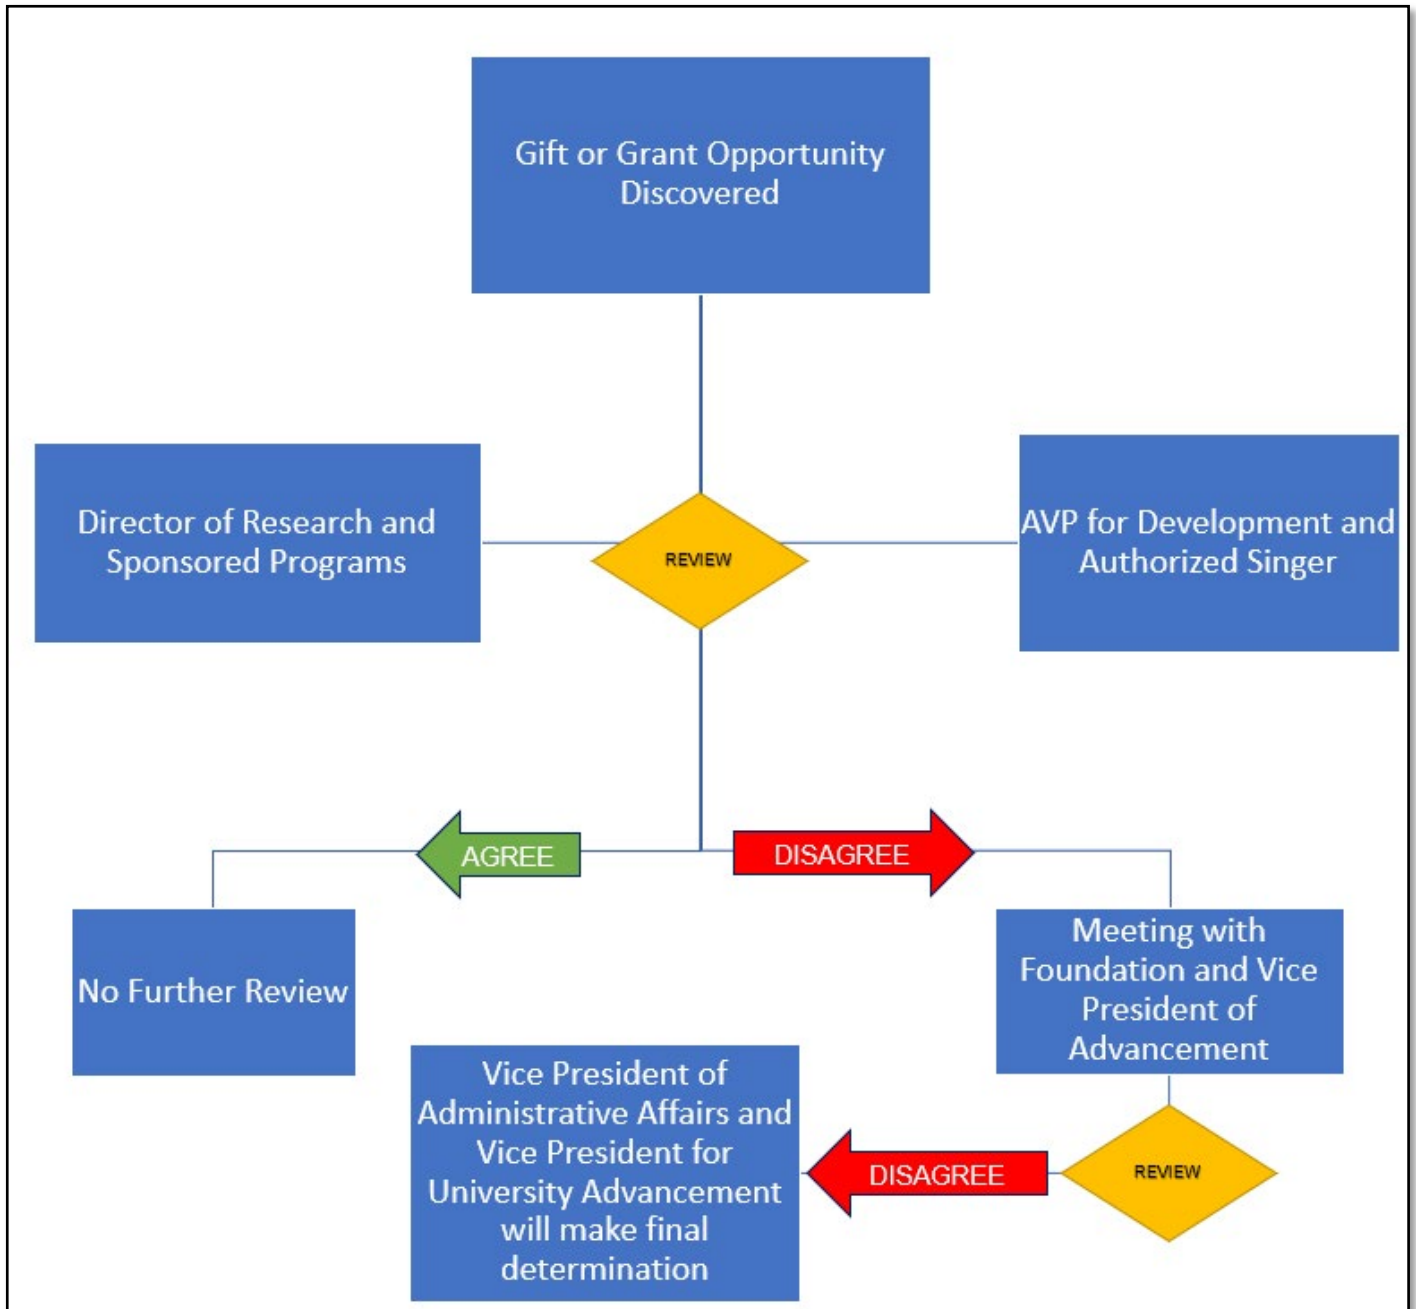 Gift or Grant Opportunity
Discovered
Director of Research and
Sponsored Programs
REVIEW
AVP for Development and
Authorized Singer
AGREE
DISAGREE
No Further Review
Meeting with
Foundation and Vice
President of
Advancement
Vice President of
Administrative Affairs and
Vice President for
University Advancement
will make final
determination
DISAGREE
REVIEW